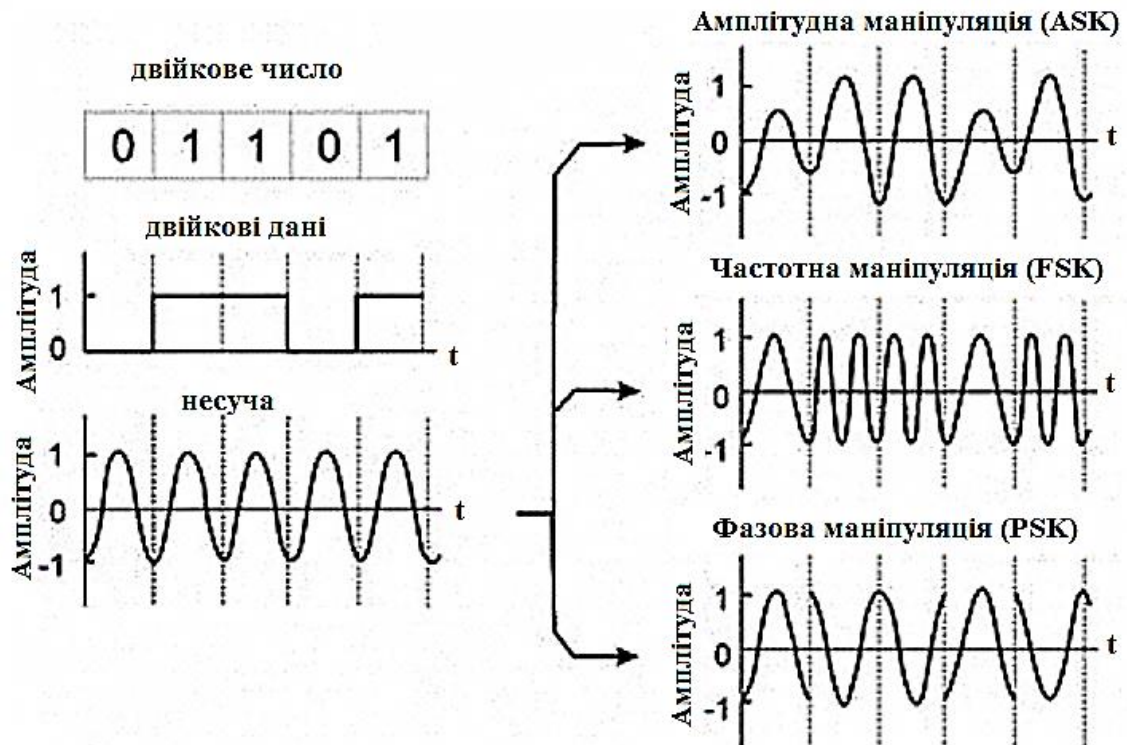 двійкове число
0 1 1 0 1
двійкові дані
Амплітуда
1
0
t
несуча
Амплітуда
1
0
-1
t
Амплітудна маніпуляція (ASK)
Амплітуда
1
0
-1
t
Частотна маніпуляція (FSK)
Амплітуда
1
0
-1
t
Фазова маніпуляція (PSK)
Амплітуда
1
0
-1
t